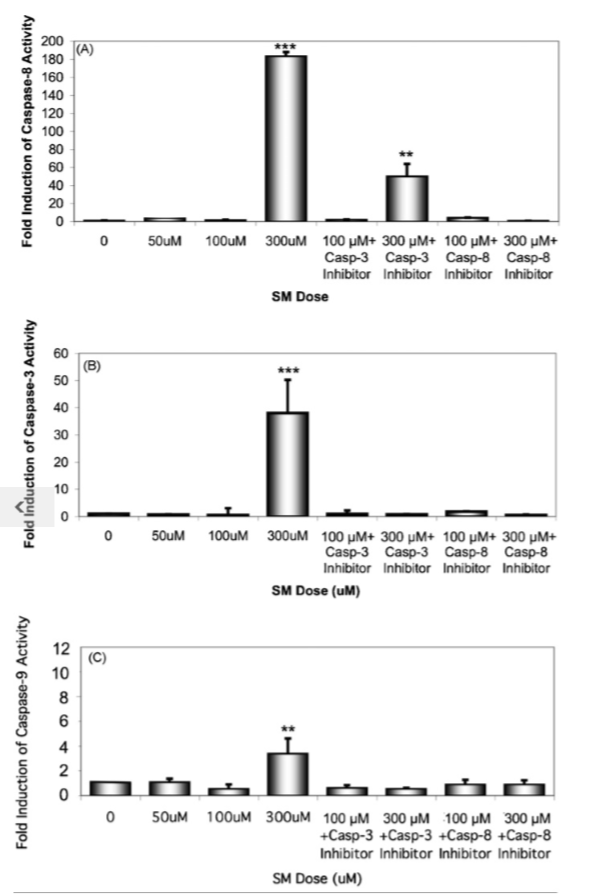 Fold Induction of Caspase-8 Activity
(A)
200
180
160
140
120
100
80
60
40
20
0
***
**
0 50uM 100uM 300uM 100 µM+ 300 µM+ 100 µM+ 300 µM+
Casp-3 Casp-3 Casp-8 Casp-8
Inhibitor Inhibitor Inhibitor Inhibitor
SM Dose
Fold Induction of Caspase-3 Activity
(B)
60
50
40
30
20
10
0
***
0 50uM 100uM 300uM 100 µM+ 300 µM+ 100 µM+ 300 µM+
Casp-3 Casp-3 Casp-8 Casp-8
Inhibitor Inhibitor Inhibitor Inhibitor
SM Dose (uM)
Fold Induction of Caspase-9 Activity
(C)
12
10
8
6
4
2
0
**
0 50uM 100uM 300uM 100 µM 300 µM 100 µM 300 µM
+Casp-3 +Casp-3 +Casp-8 +Casp-8
Inhibitor Inhibitor Inhibitor Inhibitor
SM Dose (uM)